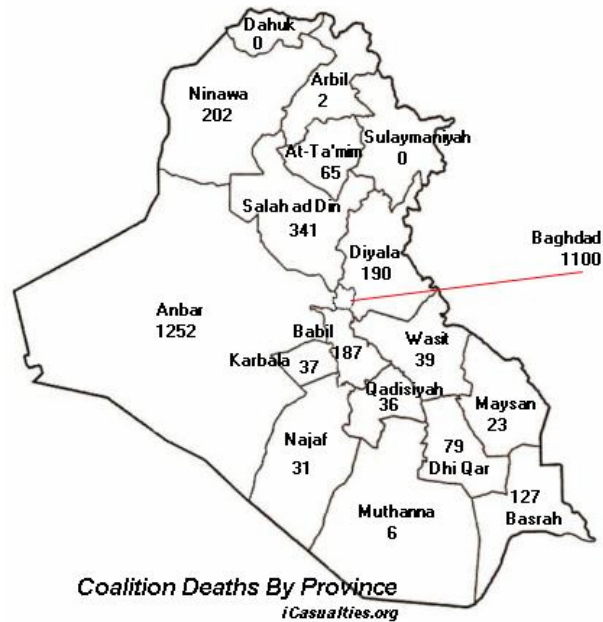 Dahuk
0
Ninawa
202
Arbil
2
Sulaymaniyah
0
At-Ta'mim
65
Salah ad Din
341
Diyala
190
Baghdad
1100
Anbar
1252
Babil
187
Wasit
39
Karbala
37
Qadisiyah
36
Maysan
23
Najaf
31
79
Dhi Qar
127
Basrah
Muthanna
6
Coalition Deaths By Province
iCasualties.org